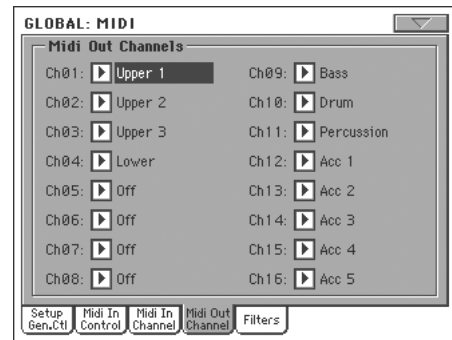 GLOBAL: MIDI
Midi Out Channels
Ch01: Upper 1
Ch02: Upper 2
Ch03: Upper 3
Ch04: Lower
Ch05: Off
Ch06: Off
Ch07: Off
Ch08: Off
Ch09: Bass
Ch10: Drum
Ch11: Percussion
Ch12: Acc 1
Ch13: Acc 2
Ch14: Acc 3
Ch15: Acc 4
Ch16: Acc 5
Setup Gen.Ctl
Midi In Control
Midi In Channel
Midi Out Channel
Filters